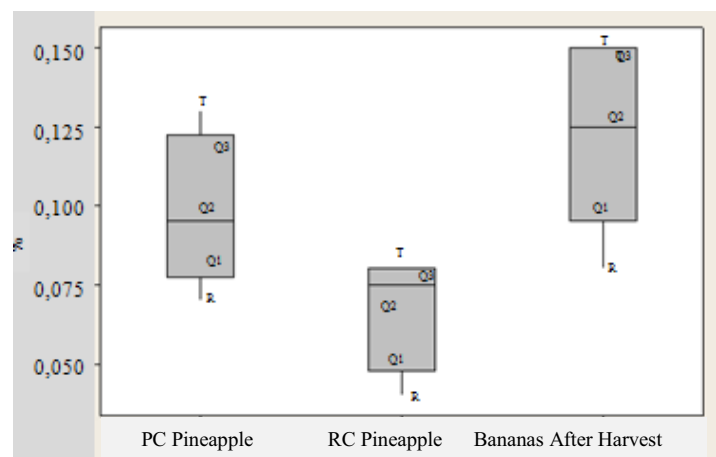 0,150
0,125
0,100
0,075
0,050
%
T
Q3
Q2
Q1
R
T
Q3
Q2
Q1
R
T
Q3
Q2
Q1
R
PC Pineapple
RC Pineapple
Bananas After Harvest